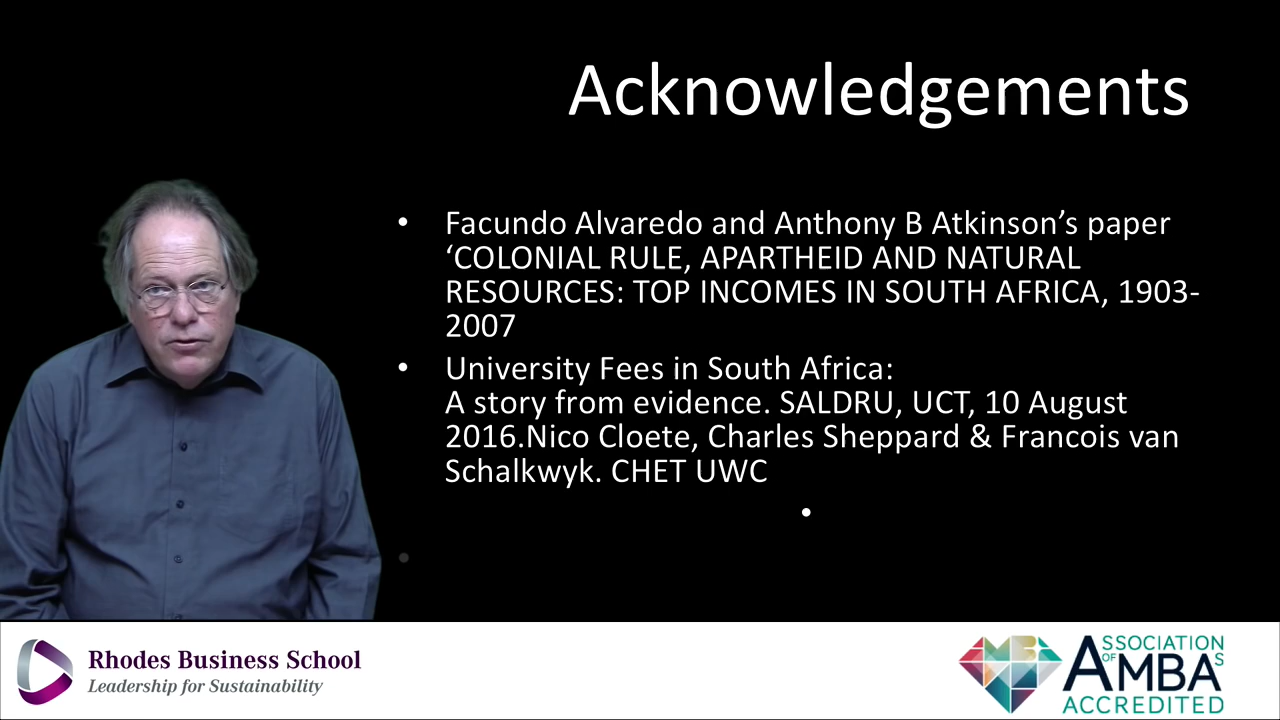 Acknowledgements
• Facundo Alvaredo and Anthony B Atkinson’s paper
‘COLONIAL RULE, APARTHEID AND NATURAL
RESOURCES: TOP INCOMES IN SOUTH AFRICA, 1903-
2007
• University Fees in South Africa:
A story from evidence. SALDRU, UCT, 10 August
2016.Nico Cloete, Charles Sheppard & Francois van
Schalkwyk. CHET UWC
•
•
Rhodes Business School
Leadership for Sustainability
MBA
ASSOCIATION
OF AMBAS
ACCREDITED